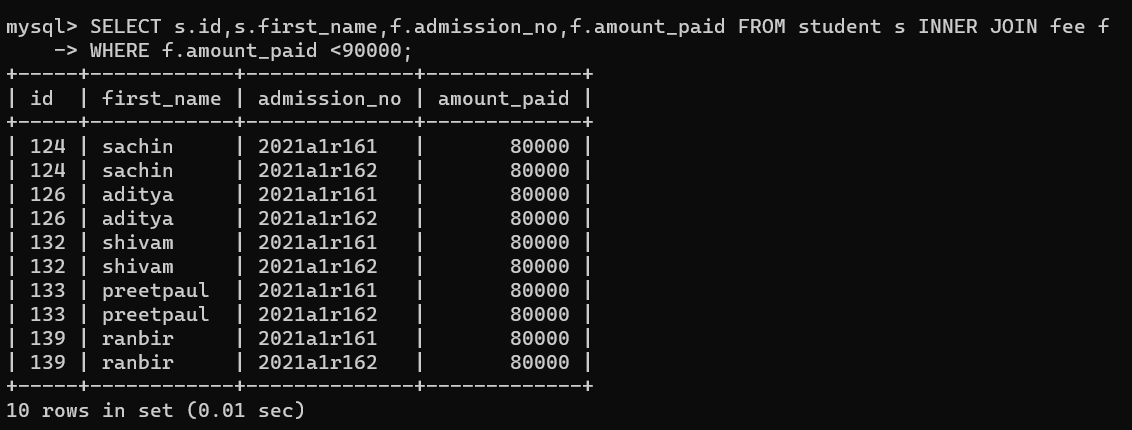 mysql> SELECT s.id,s.first_name,f.admission_no,f.amount_paid FROM student s INNER JOIN fee f
    -> WHERE f.amount_paid <90000;
+-----+------------+--------------+-------------+
| id  | first_name | admission_no | amount_paid |
+-----+------------+--------------+-------------+
| 124 | sachin     | 2021a1r161   |       80000 |
| 124 | sachin     | 2021a1r162   |       80000 |
| 126 | aditya     | 2021a1r161   |       80000 |
| 126 | aditya     | 2021a1r162   |       80000 |
| 132 | shivam     | 2021a1r161   |       80000 |
| 132 | shivam     | 2021a1r162   |       80000 |
| 133 | preetpaul  | 2021a1r161   |       80000 |
| 133 | preetpaul  | 2021a1r162   |       80000 |
| 139 | ranbir     | 2021a1r161   |       80000 |
| 139 | ranbir     | 2021a1r162   |       80000 |
+-----+------------+--------------+-------------+
10 rows in set (0.01 sec)